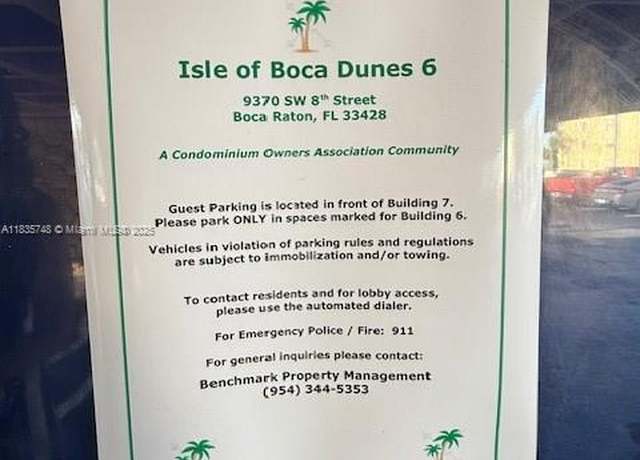 Isle of Boca Dunes 6
9370 SW 8th Street
Boca Raton, FL 33428
A Condominium Owners Association Community
Guest Parking is located in front of Building 7.
Please park ONLY in spaces marked for Building 6.
Vehicles in violation of parking rules and regulations
are subject to immobilization and/or towing.
A11835748 © Miami MLS® 2025
To contact residents and for lobby access,
please use the automated dialer.
For Emergency Police / Fire: 911
For general inquiries please contact:
Benchmark Property Management
(954) 344-5353